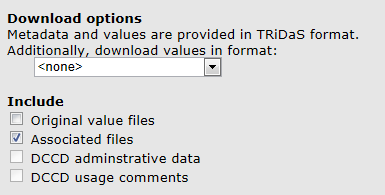 Download options
Metadata and values are provided in TRiDaS format.
Additionally, download values in format:
<none>
Include
Original value files
Associated files
DCCD adminstrative data
DCCD usage comments